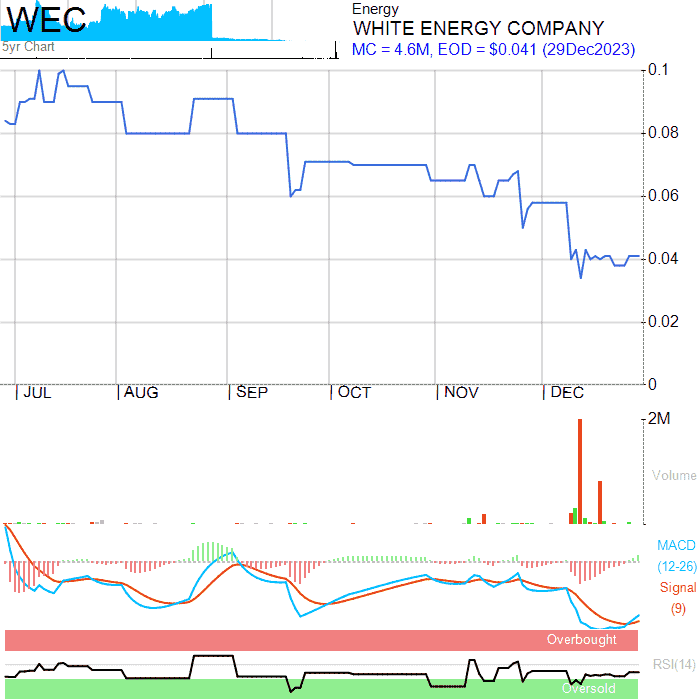 WEC
5yr Chart
Energy
WHITE ENERGY COMPANY
MC = 4.6M, EOD = $0.041 (29Dec2023)
0.1
0.08
0.06
0.04
0.02
0
JUL AUG SEP OCT NOV DEC
2M
Volume
MACD
(12-26)
Signal
(9)
Overbought
RSI(14)
Oversold